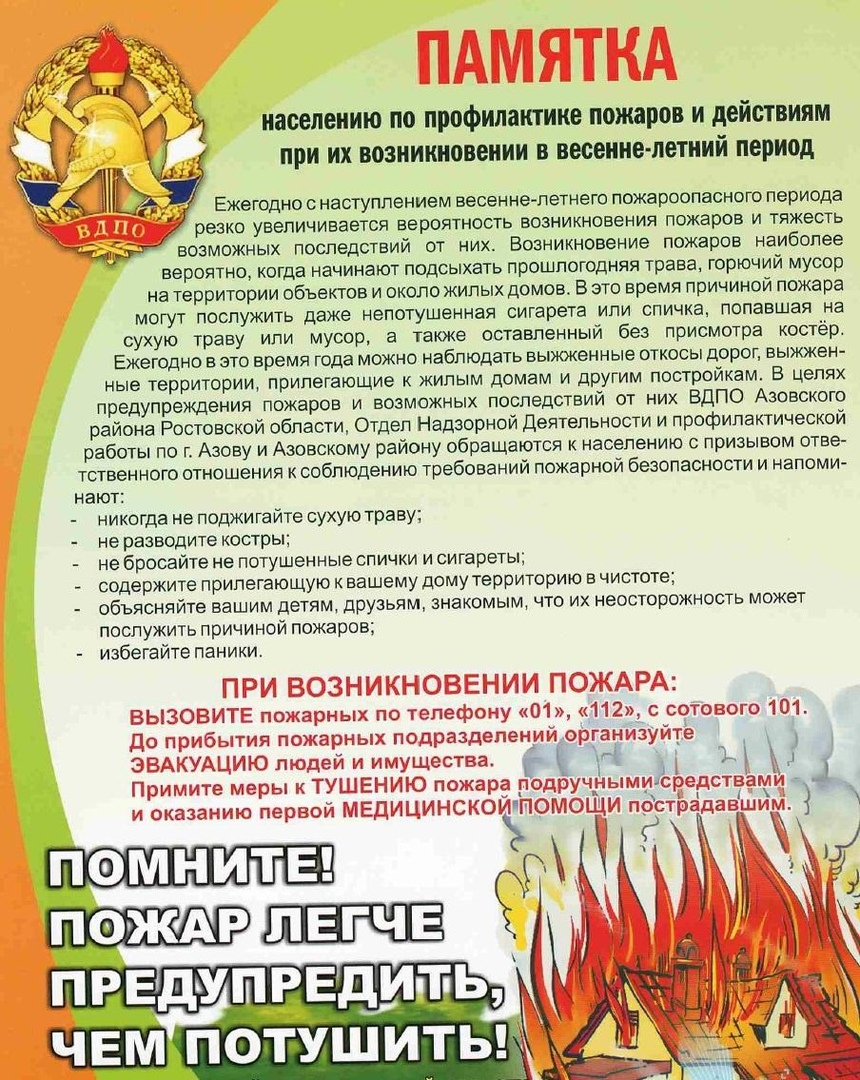 ПАМЯТКА
населению по профилактике пожаров и действиям
при их возникновении в весенне-летний период
ВДПО
Ежегодно с наступлением весенне-летнего пожароопасного периода
резко увеличивается вероятность возникновения пожаров и тяжесть
возможных последствий от них. Возникновение пожаров наиболее
вероятно, когда начинают подсыхать прошлогодняя трава, горючий мусор
на территории объектов и около жилых домов. В это время причиной пожара
могут послужить даже непотушенная сигарета или спичка, попавшая на
сухую траву или мусор, а также оставленный без присмотра костёр.
Ежегодно в это время года можно наблюдать выжженные откосы дорог, выжжен-
ные территории, прилегающие к жилым домам и другим постройкам. В целях
предупреждения пожаров и возможных последствий от них ВДПО Азовского
района Ростовской области, Отдел Надзорной Деятельности и профилактической
работы по г. Азову и Азовскому району обращаются к населению с призывом отве-
тственного отношения к соблюдению требований пожарной безопасности и напоми-
нают:
- никогда не поджигайте сухую траву;
- не разводите костры;
- не бросайте не потушенные спички и сигареты;
- содержите прилегающую к вашему дому территорию в чистоте;
- объясняйте вашим детям, друзьям, знакомым, что их неосторожность может
послужить причиной пожаров;
- избегайте паники.
ПРИ ВОЗНИКНОВЕНИИ ПОЖАРА:
ВЫЗОВИТЕ пожарных по телефону «01», «112», с сотового 101.
До прибытия пожарных подразделений организуйте
ЭВАКУАЦИЮ людей и имущества.
Примите меры к ТУШЕНИЮ пожара подручными средствами
и оказанию первой МЕДИЦИНСКОЙ ПОМОЩИ пострадавшим.
ПОМНИТЕ!
ПОЖАР ЛЕГЧЕ
ПРЕДУПРЕДИТЬ,
ЧЕМ ПОТУШИТЬ!